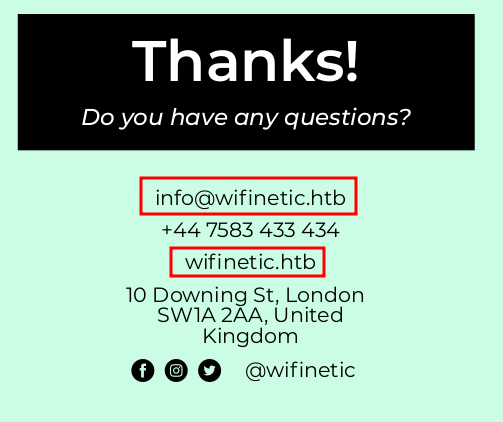 Thanks!
Do you have any questions?
info@wifinetic.htb
+44 7583 433 434
wifinetic.htb
10 Downing St, London
SW1A 2AA, United
Kingdom
@wifinetic